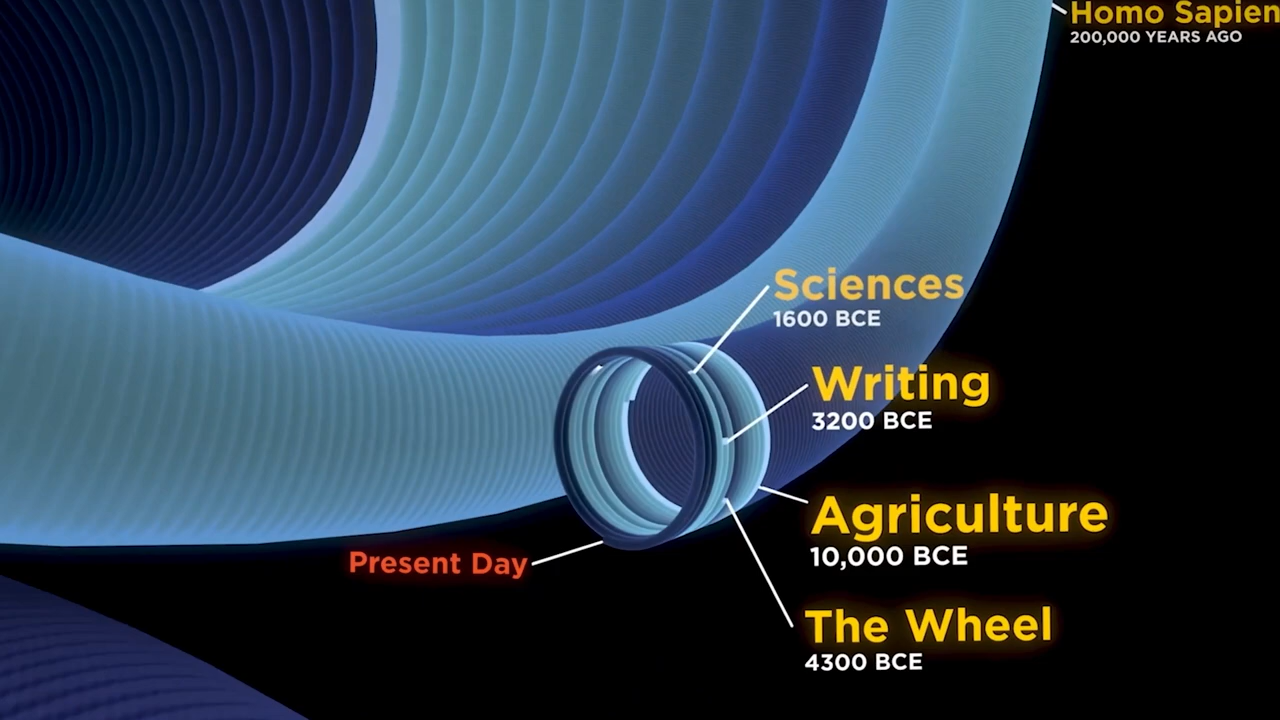 Homo Sapien
200,000 YEARS AGO
Sciences
1600 BCE
Writing
3200 BCE
Agriculture
10,000 BCE
Present Day
The Wheel
4300 BCE